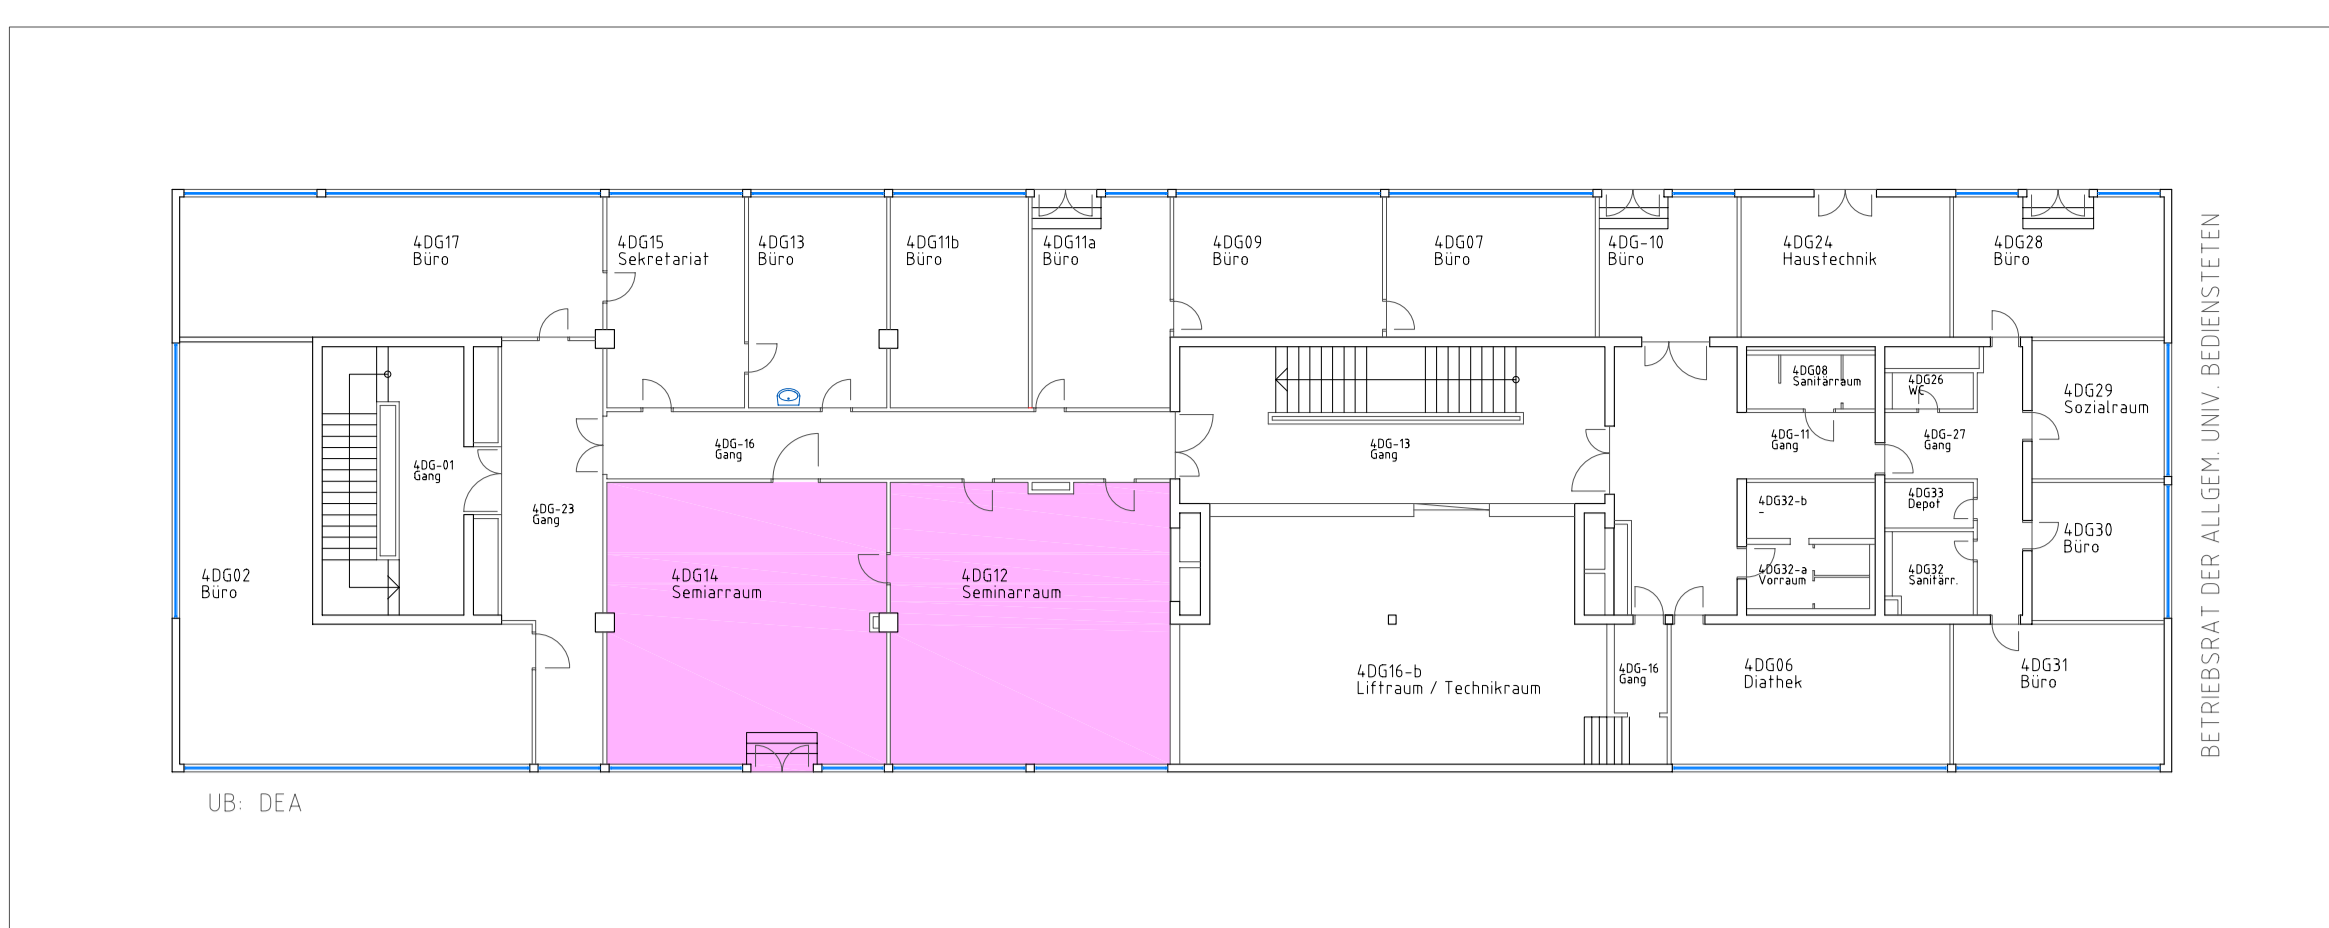 4DG17
Büro
4DG15
Sekretariat
4DG13
Büro
4DG11b
Büro
4DG11a
Büro
4DG09
Büro
4DG07
Büro
4DG-10
Büro
4DG24
Haustechnik
4DG28
Büro
4DG08
Sanitärraum
4DG26
WC
4DG29
Sozialraum
4DG-01
Gang
4DG-16
Gang
4DG-13
Gang
4DG-11
Gang
4DG-27
Gang
4DG-23
Gang
4DG32-b
-
4DG33
Depot
4DG30
Büro
4DG02
Büro
4DG14
Semiarraum
4DG12
Seminarraum
4DG32-a
Vorraum
4DG32
Sanitärr.
4DG16-b
Liftraum / Technikraum
4DG-16
Gang
4DG06
Diathek
4DG31
Büro
BETRIEBSRAT DER ALLGEM. UNIV. BEDIENSTETEN
UB: DEA